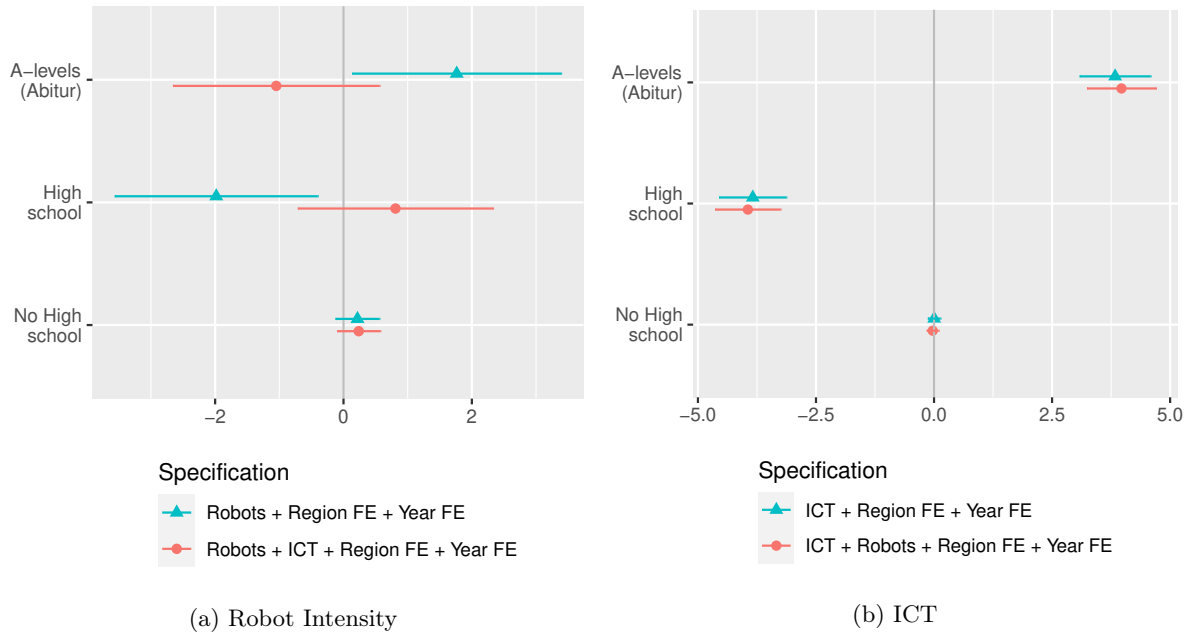 A−levels
(Abitur)
High
school
No High
school
−2
0
2
Specification
Robots + Region FE + Year FE
Robots + ICT + Region FE + Year FE
(a) Robot Intensity
A−levels
(Abitur)
High
school
No High
school
−5.0
−2.5
0.0
2.5
5.0
Specification
ICT + Region FE + Year FE
ICT + Robots + Region FE + Year FE
(b) ICT